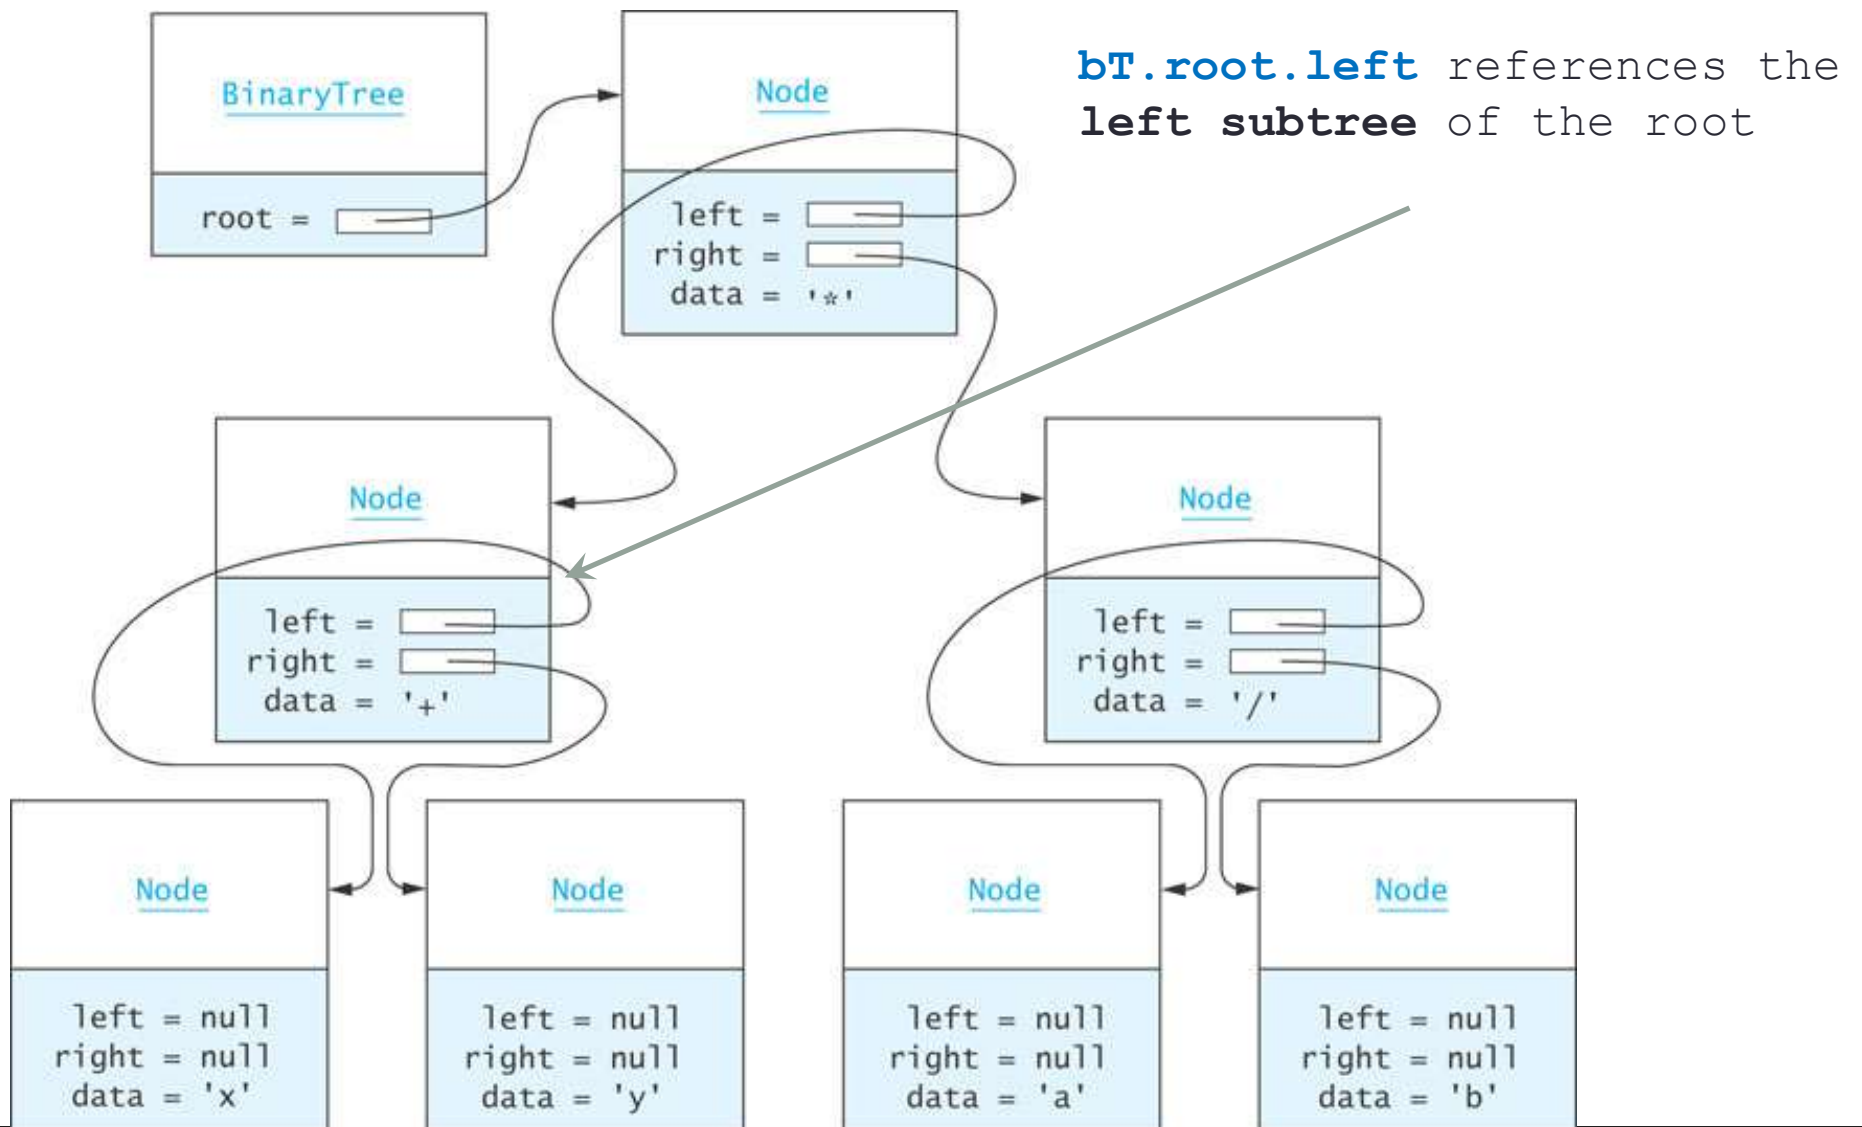 BinaryTree
root =
Node
left =
right =
data = '*'
bT.root.left references the
left subtree of the root
Node
left =
right =
data = '+'
Node
left =
right =
data = '/'
Node
left = null
right = null
data = 'x'
Node
left = null
right = null
data = 'y'
Node
left = null
right = null
data = 'a'
Node
left = null
right = null
data = 'b'